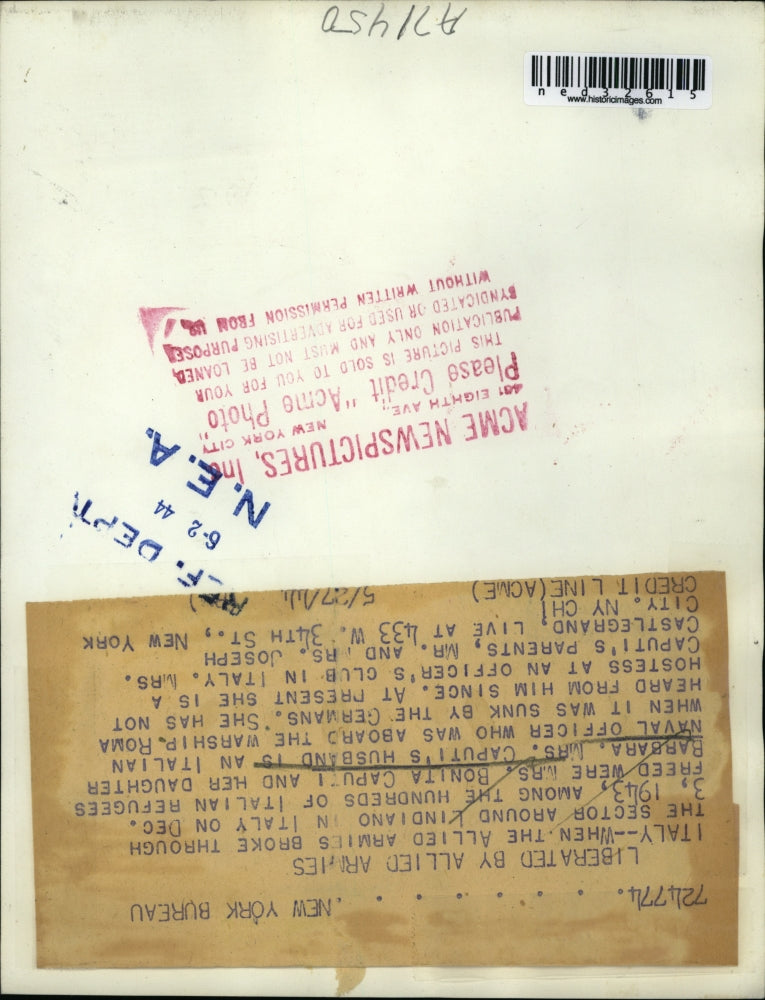 A21450
ned32615
www.historicimages.com
724774. . . . . . . .NEW YORK BUREAU
LIBERATED BY ALLIED ARMIES
ITALY--WHEN THE ALLIED ARMIES BROKE THROUGH
THE SECTOR AROUND LINDIANO IN ITALY ON DEC.
3, 1943, AMONG THE HUNDREDS OF ITALIAN REFUGEES
FREED WERE MRS. BONITA CAPUTI AND HER DAUGHTER
BARBARA. MRS. CAPUTI'S HUSBAND IS AN ITALIAN
NAVAL OFFICER WHO WAS ABOARD THE WARSHIP ROMA
WHEN IT WAS SUNK BY THE GERMANS. SHE HAS NOT
HEARD FROM HIM SINCE. AT PRESENT SHE IS A
HOSTESS AT AN OFFICER'S CLUB IN ITALY. MRS.
CAPUTI'S PARENTS, MR. AND MRS. JOSEPH
CASTLEGRAND, LIVE AT 433 W. 34TH ST., NEW YORK
CITY. NY CHI
CREDIT LINE(ACME) 5/27/44 )
REF. DEPT.
6-2 44
N.E.A.
ACME NEWSPICTURES, Inc.
461 EIGHTH AVE., NEW YORK CITY
Please Credit "Acme Photo"
THIS PICTURE IS SOLD TO YOU FOR YOUR
PUBLICATION ONLY AND MUST NOT BE LOANED
SYNDICATED OR USED FOR ADVERTISING PURPOSES
WITHOUT WRITTEN PERMISSION FROM US